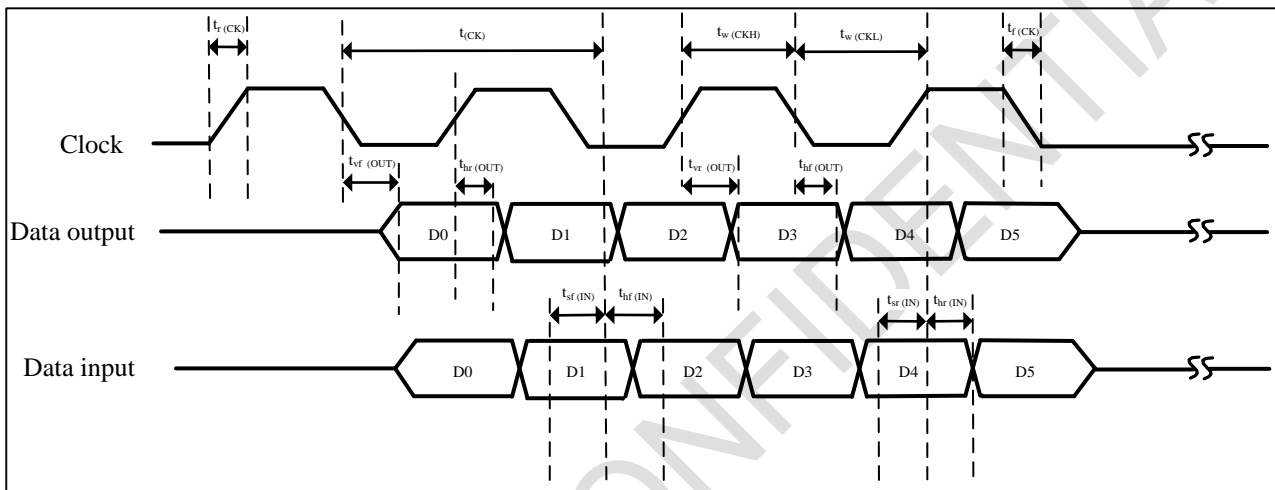 tr (CK)
t(CK)
tw (CKH)
tw (CKL)
tf (CK)
Clock
tvf (OUT)
thr (OUT)
tvr (OUT)
thf (OUT)
Data output
D0
D1
D2
D3
D4
D5
tsf (IN)
thf (IN)
tsr (IN)
thr (IN)
Data input
D0
D1
D2
D3
D4
D5
CONFIDENTIA